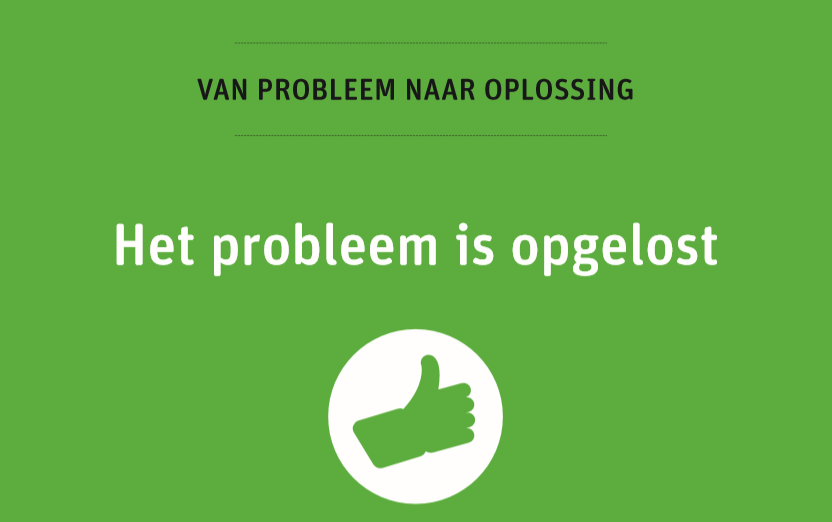 VAN PROBLEEM NAAR OPLOSSING
Het probleem is opgelost